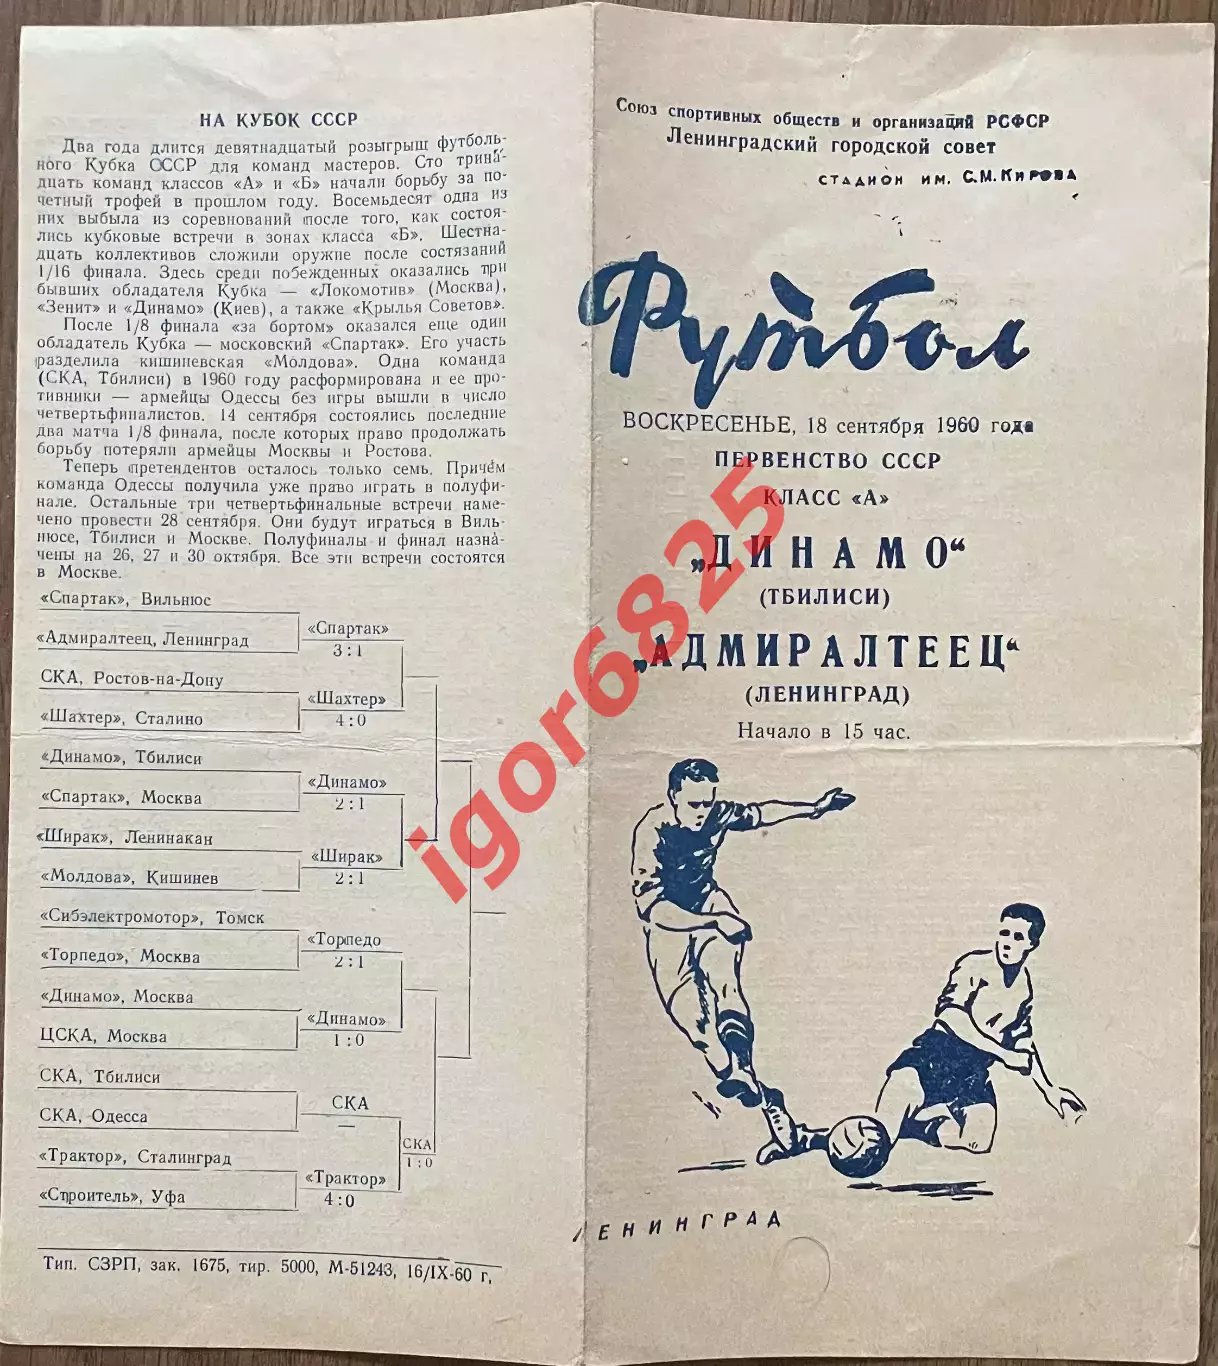 НА КУБОК СССР
Два года длится девятнадцатый розыгрыш футболь-
ного Кубка СССР для команд мастеров. Сто трина-
дцать команд классов «А» и «Б» начали борьбу за по-
четный трофей в прошлом году. Восемьдесят одна из
них выбыла из соревнований после того, как состоя-
лись кубковые встречи в зонах класса «Б». Шестна-
дцать коллективов сложили оружие после состязаний
1/16 финала. Здесь среди побежденных оказались три
бывших обладателя Кубка — «Локомотив» (Москва),
«Зенит» и «Динамо» (Киев), а также «Крылья Советов».
После 1/8 финала «за бортом» оказался еще один
обладатель Кубка — московский «Спартак». Его участь
разделила кишиневская «Молдова». Одна команда
(СКА, Тбилиси) в 1960 году расформирована и ее про-
тивники — армейцы Одессы без игры вышли в число
четвертьфиналистов. 14 сентября состоялись последние
два матча 1/8 финала, после которых право продолжать
борьбу потеряли армейцы Москвы и Ростова.
Теперь претендентов осталось только семь. Причём
команда Одессы получила уже право играть в полуфи-
нале. Остальные три четвертьфинальные встречи наме-
чено провести 28 сентября. Они будут играться в Виль-
нюсе, Тбилиси и Москве. Полуфиналы и финал назна-
чены на 26, 27 и 30 октября. Все эти встречи состоятся
в Москве.
«Спартак», Вильнюс
«Спартак»
«Адмиралтеец, Ленинград
3:1
СКА, Ростов-на-Дону
«Шахтер»
«Шахтер», Сталино
4:0
«Динамо», Тбилиси
«Динамо»
«Спартак», Москва
2:1
«Ширак», Ленинакан
«Ширак»
«Молдова», Кишинев
2:1
«Сибэлектромотор», Томск
«Торпедо
«Торпедо», Москва
2:1
«Динамо», Москва
«Динамо»
ЦСКА, Москва
1:0
СКА, Тбилиси
СКА
СКА, Одесса
—
СКА
1:0
«Трактор», Сталинград
«Трактор»
«Строитель», Уфа
4:0
Тип. СЗРП, зак. 1675, тир. 5000, М-51243, 16/IX-60 г,
Союз спортивных обществ и организаций РСФСР
Ленинградский городской совет
СТАДИОН ИМ. С.М.КИРОВА
Футбол
ВОСКРЕСЕНЬЕ, 18 сентября 1960 года
ПЕРВЕНСТВО СССР
КЛАСС «А»
„ДИНАМО“
(ТБИЛИСИ)
„АДМИРАЛТЕЕЦ“
(ЛЕНИНГРАД)
Начало в 15 час.
ЛЕНИНГРАД
igor6825